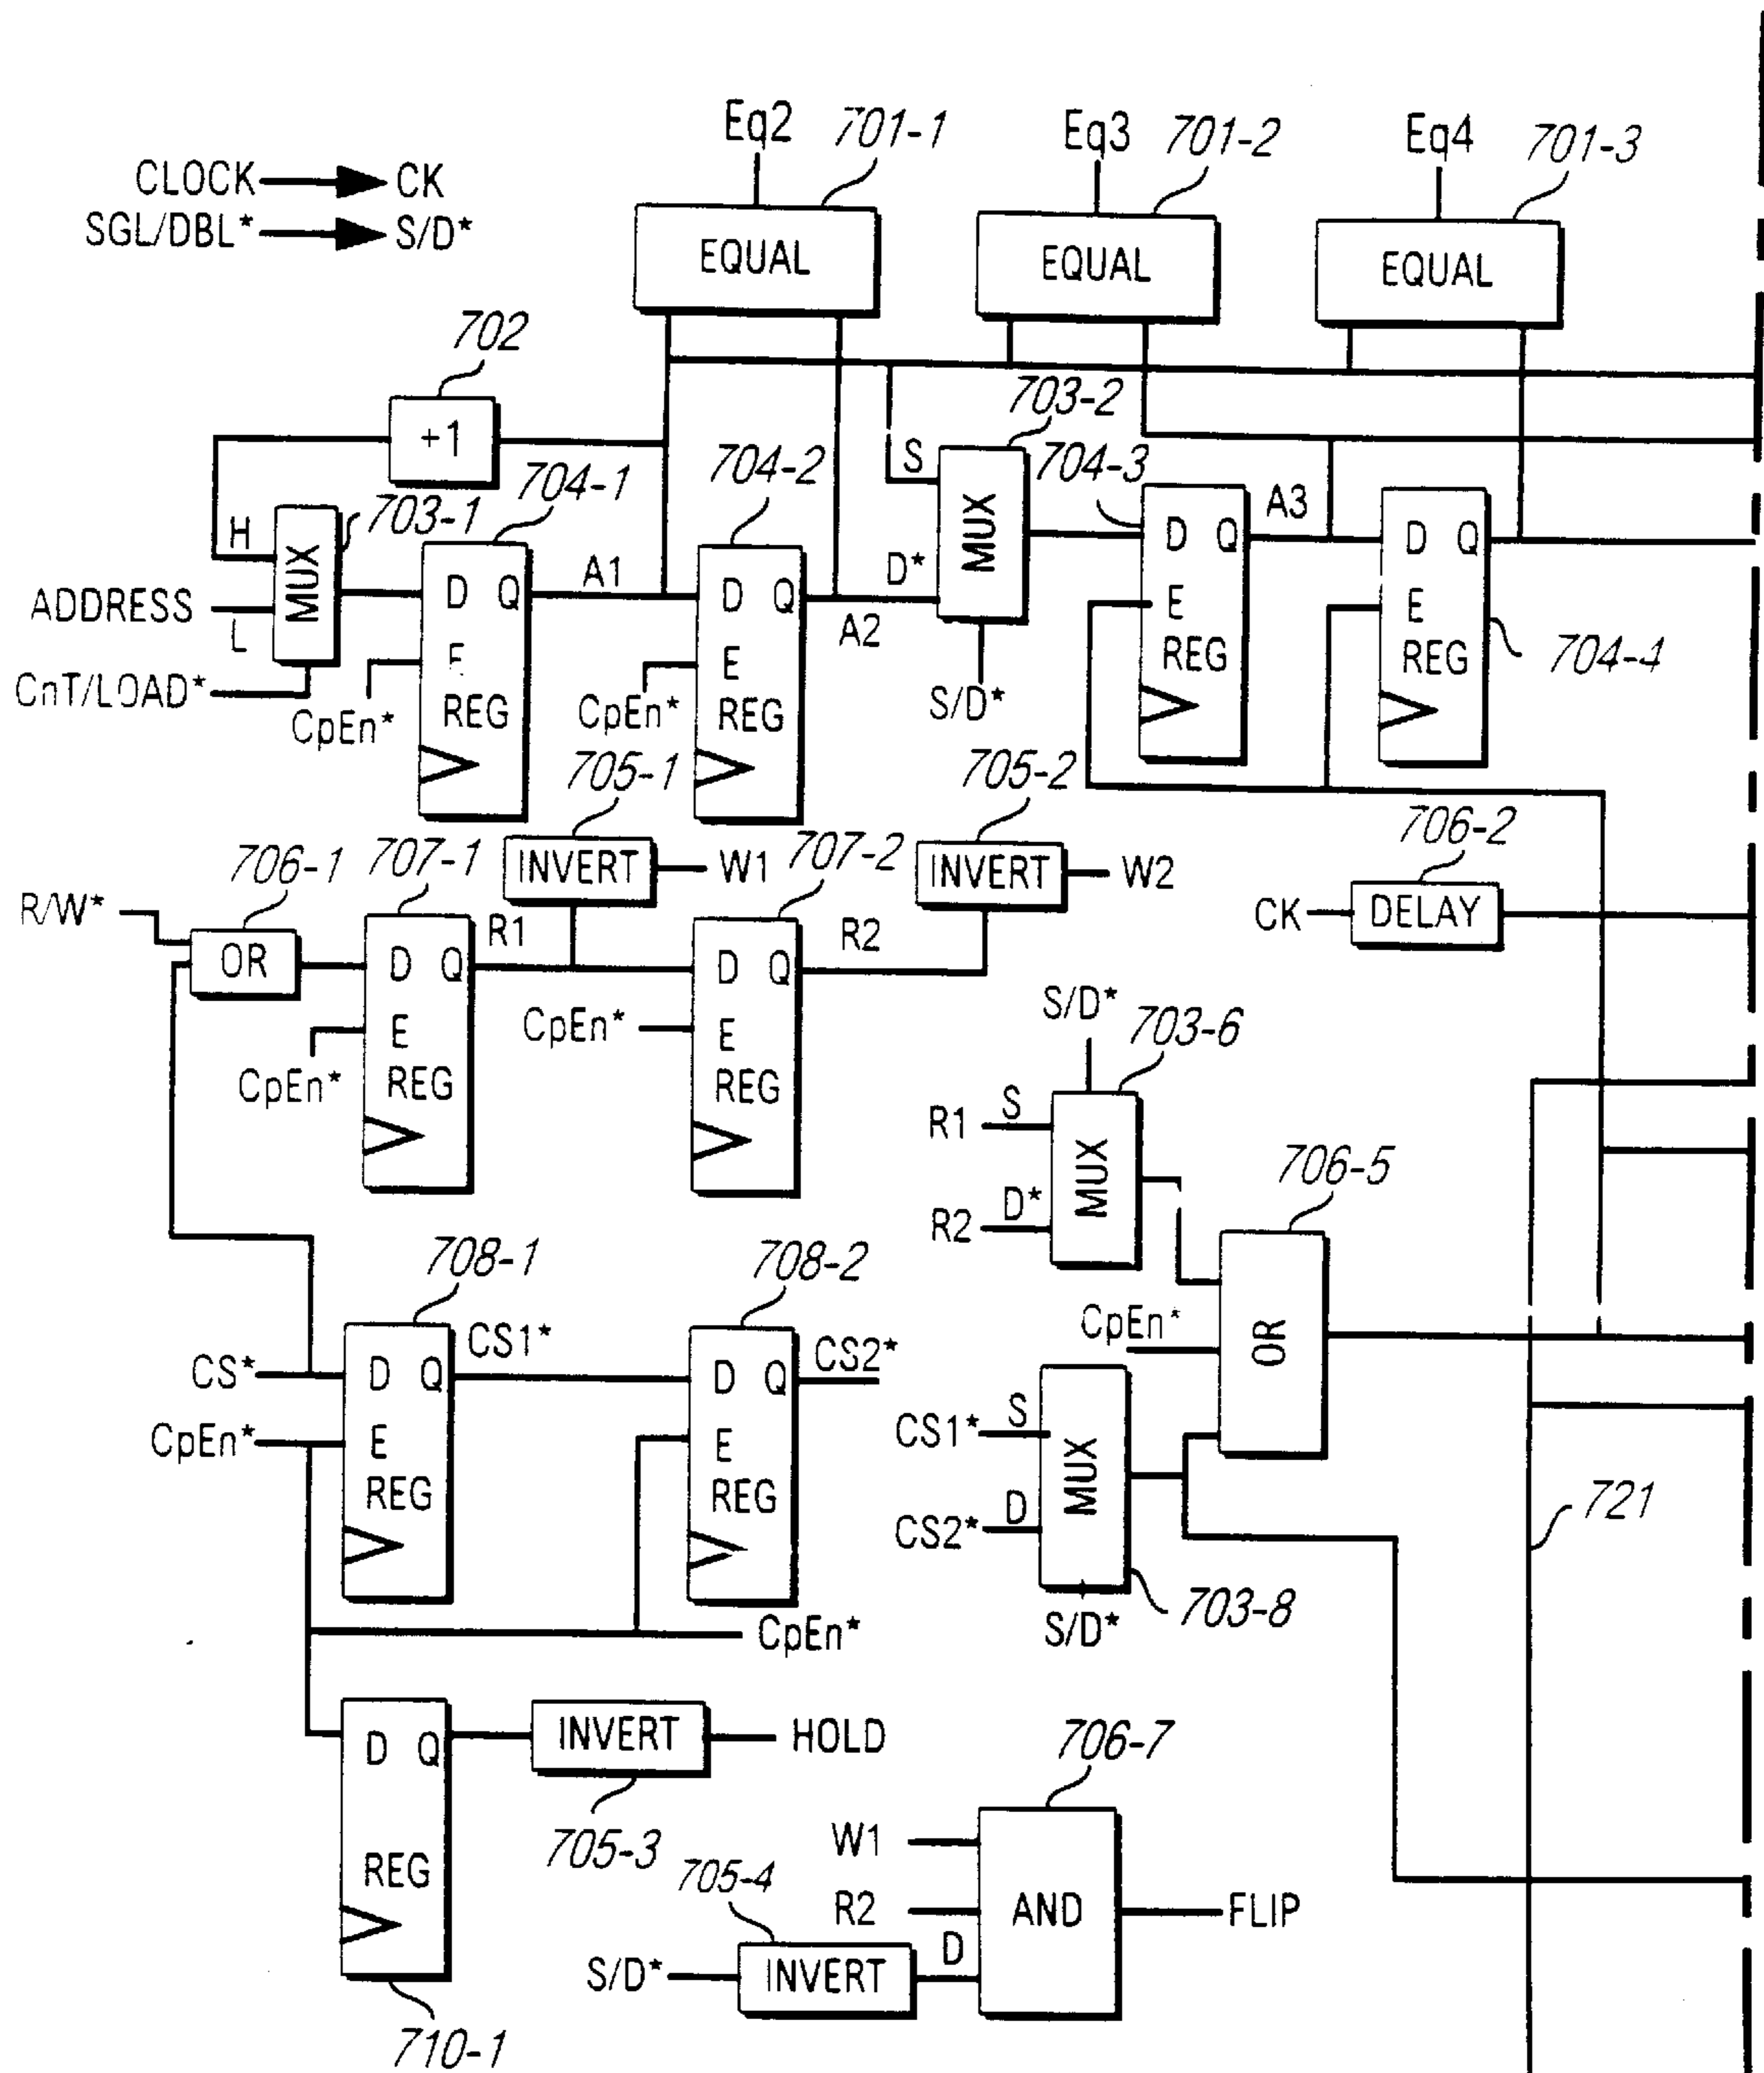 Eq2 701-1 Eq3 701-2 Eq4 701-3
CLOCK CK
SGL/DBL* S/D*
EQUAL EQUAL EQUAL
702
+1
703-2
704-1 704-2 S 704-3 A3
H MUX 703-1 MUX D Q D Q
ADDRESS D Q A1 D Q D* E E
L A2 REG REG 704-4
CnT/LOAD* E E S/D*
CpEn* REG CpEn* REG
705-1 705-2
706-2
706-1 707-1 INVERT W1 707-2 INVERT W2
R/W* CK DELAY
OR D Q R1 D Q R2
CpEn* E CpEn* E
REG REG
S/D* 703-6
R1 S MUX
R2 D* 706-5
708-1 708-2
CpEn* OR
CS* D Q CS1* D Q CS2*
CpEn* E E
REG REG
CS1* S MUX
CS2* D 721
S/D* 703-8
CpEn*
D Q INVERT HOLD
REG 705-3
706-7
W1
705-4 R2 AND FLIP
S/D* INVERT D
710-1